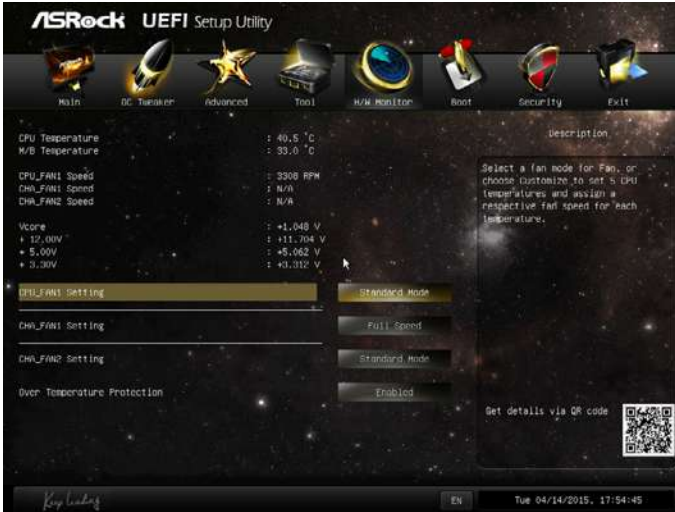 ASRock UEFI Setup Utility
Main OC Tweaker Advanced Tool H/W Monitor Boot Security Exit
CPU Temperature : 40.5 °C
M/B Temperature : 33.0 °C
CPU_FAN1 Speed : 3308 RPM
CHA_FAN1 Speed : N/A
CHA_FAN2 Speed : N/A
Vcore : +1.048 V
+ 12.00V : +11.704 V
+ 5.00V : +5.062 V
+ 3.30V : +3.312 V
CPU_FAN1 Setting Standard Mode
CHA_FAN1 Setting Full Speed
CHA_FAN2 Setting Standard Mode
Over Temperature Protection Enabled
Description
Select a fan mode for Fan, or
choose Customize to set 5 CPU
temperatures and assign a
respective fan speed for each
temperature.
Get details via QR code
Keep Leading
EN Tue 04/14/2015, 17:54:45